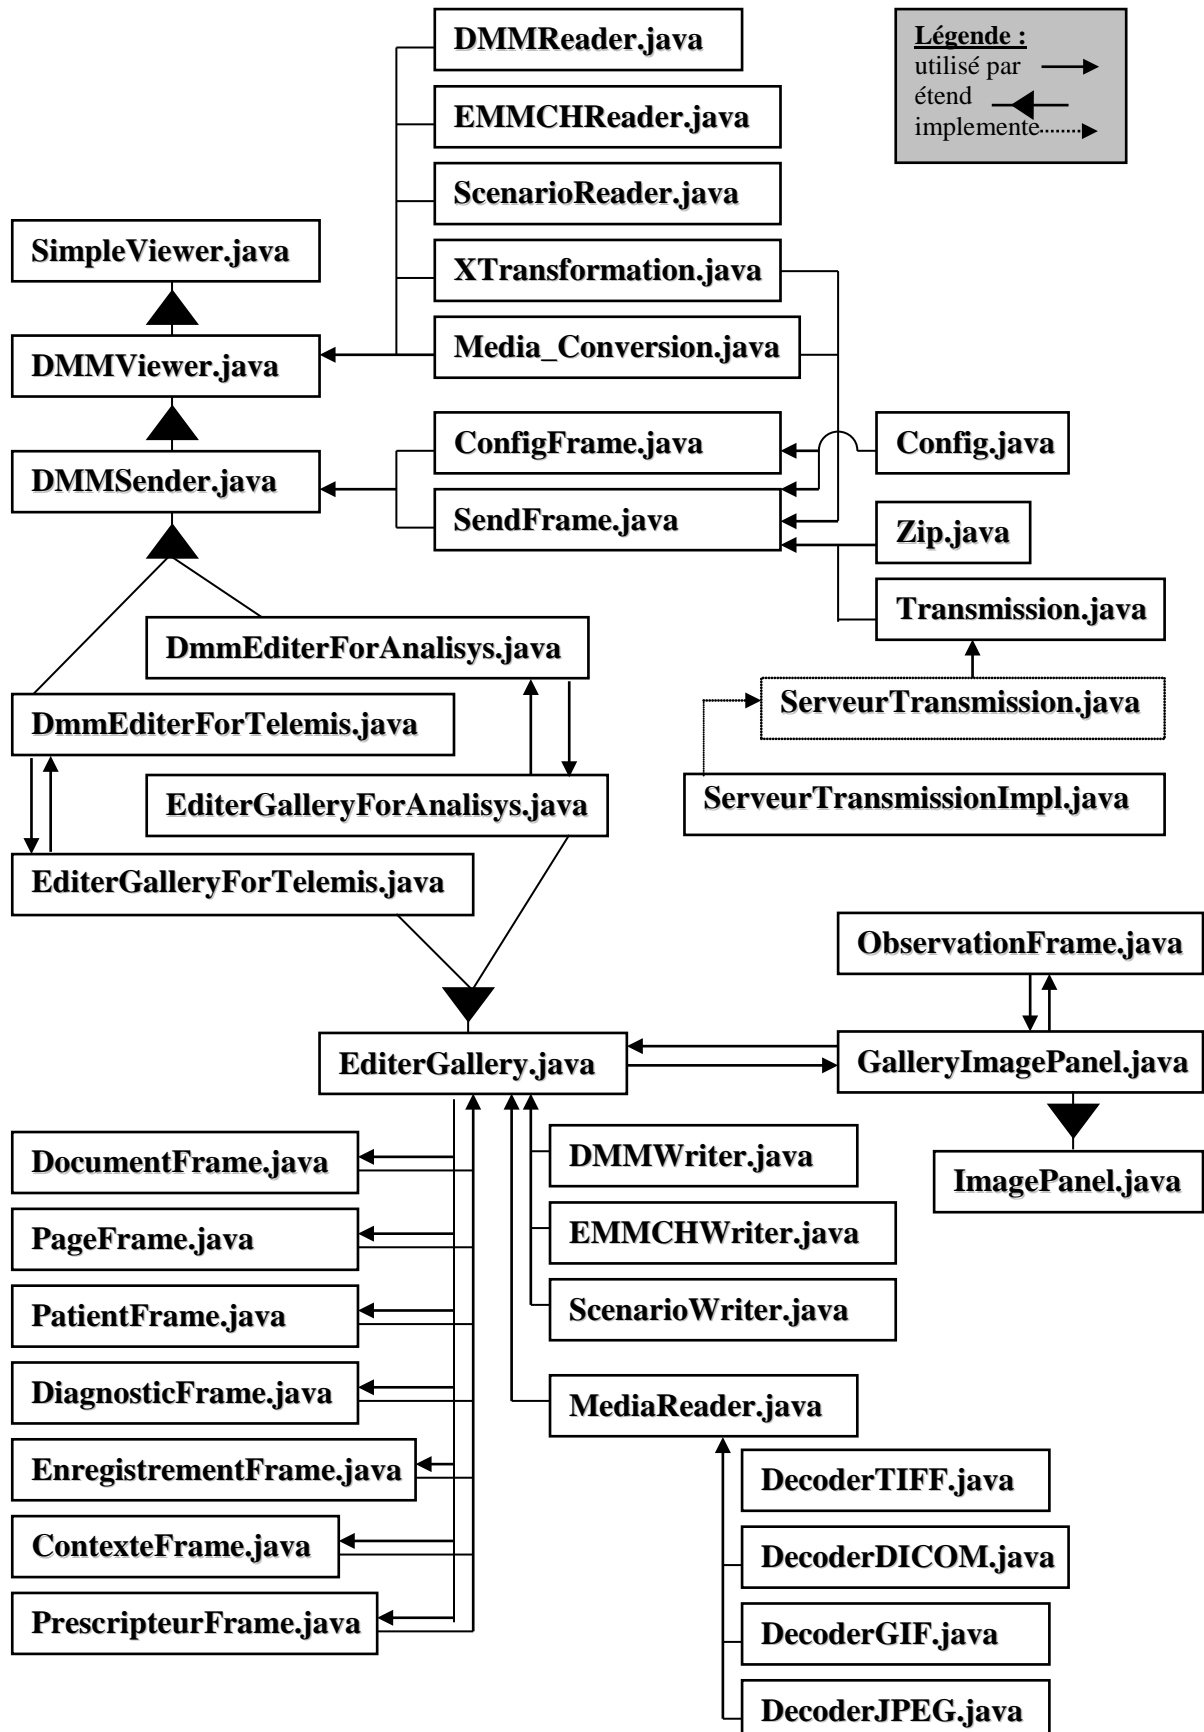 DMMReader.java
Légende :
utilisé par
étend
implemente
EMMCHReader.java
ScenarioReader.java
SimpleViewer.java
XTransformation.java
DMMViewer.java
Media_Conversion.java
ConfigFrame.java
Config.java
DMMSender.java
SendFrame.java
Zip.java
Transmission.java
DmmEditerForAnalisys.java
ServeurTransmission.java
DmmEditerForTelemis.java
EditerGalleryForAnalisys.java
ServeurTransmissionImpl.java
EditerGalleryForTelemis.java
ObservationFrame.java
EditerGallery.java
GalleryImagePanel.java
DocumentFrame.java
DMMWriter.java
ImagePanel.java
PageFrame.java
EMMCHWriter.java
PatientFrame.java
ScenarioWriter.java
DiagnosticFrame.java
MediaReader.java
EnregistrementFrame.java
DecoderTIFF.java
ContexteFrame.java
DecoderDICOM.java
PrescripteurFrame.java
DecoderGIF.java
DecoderJPEG.java